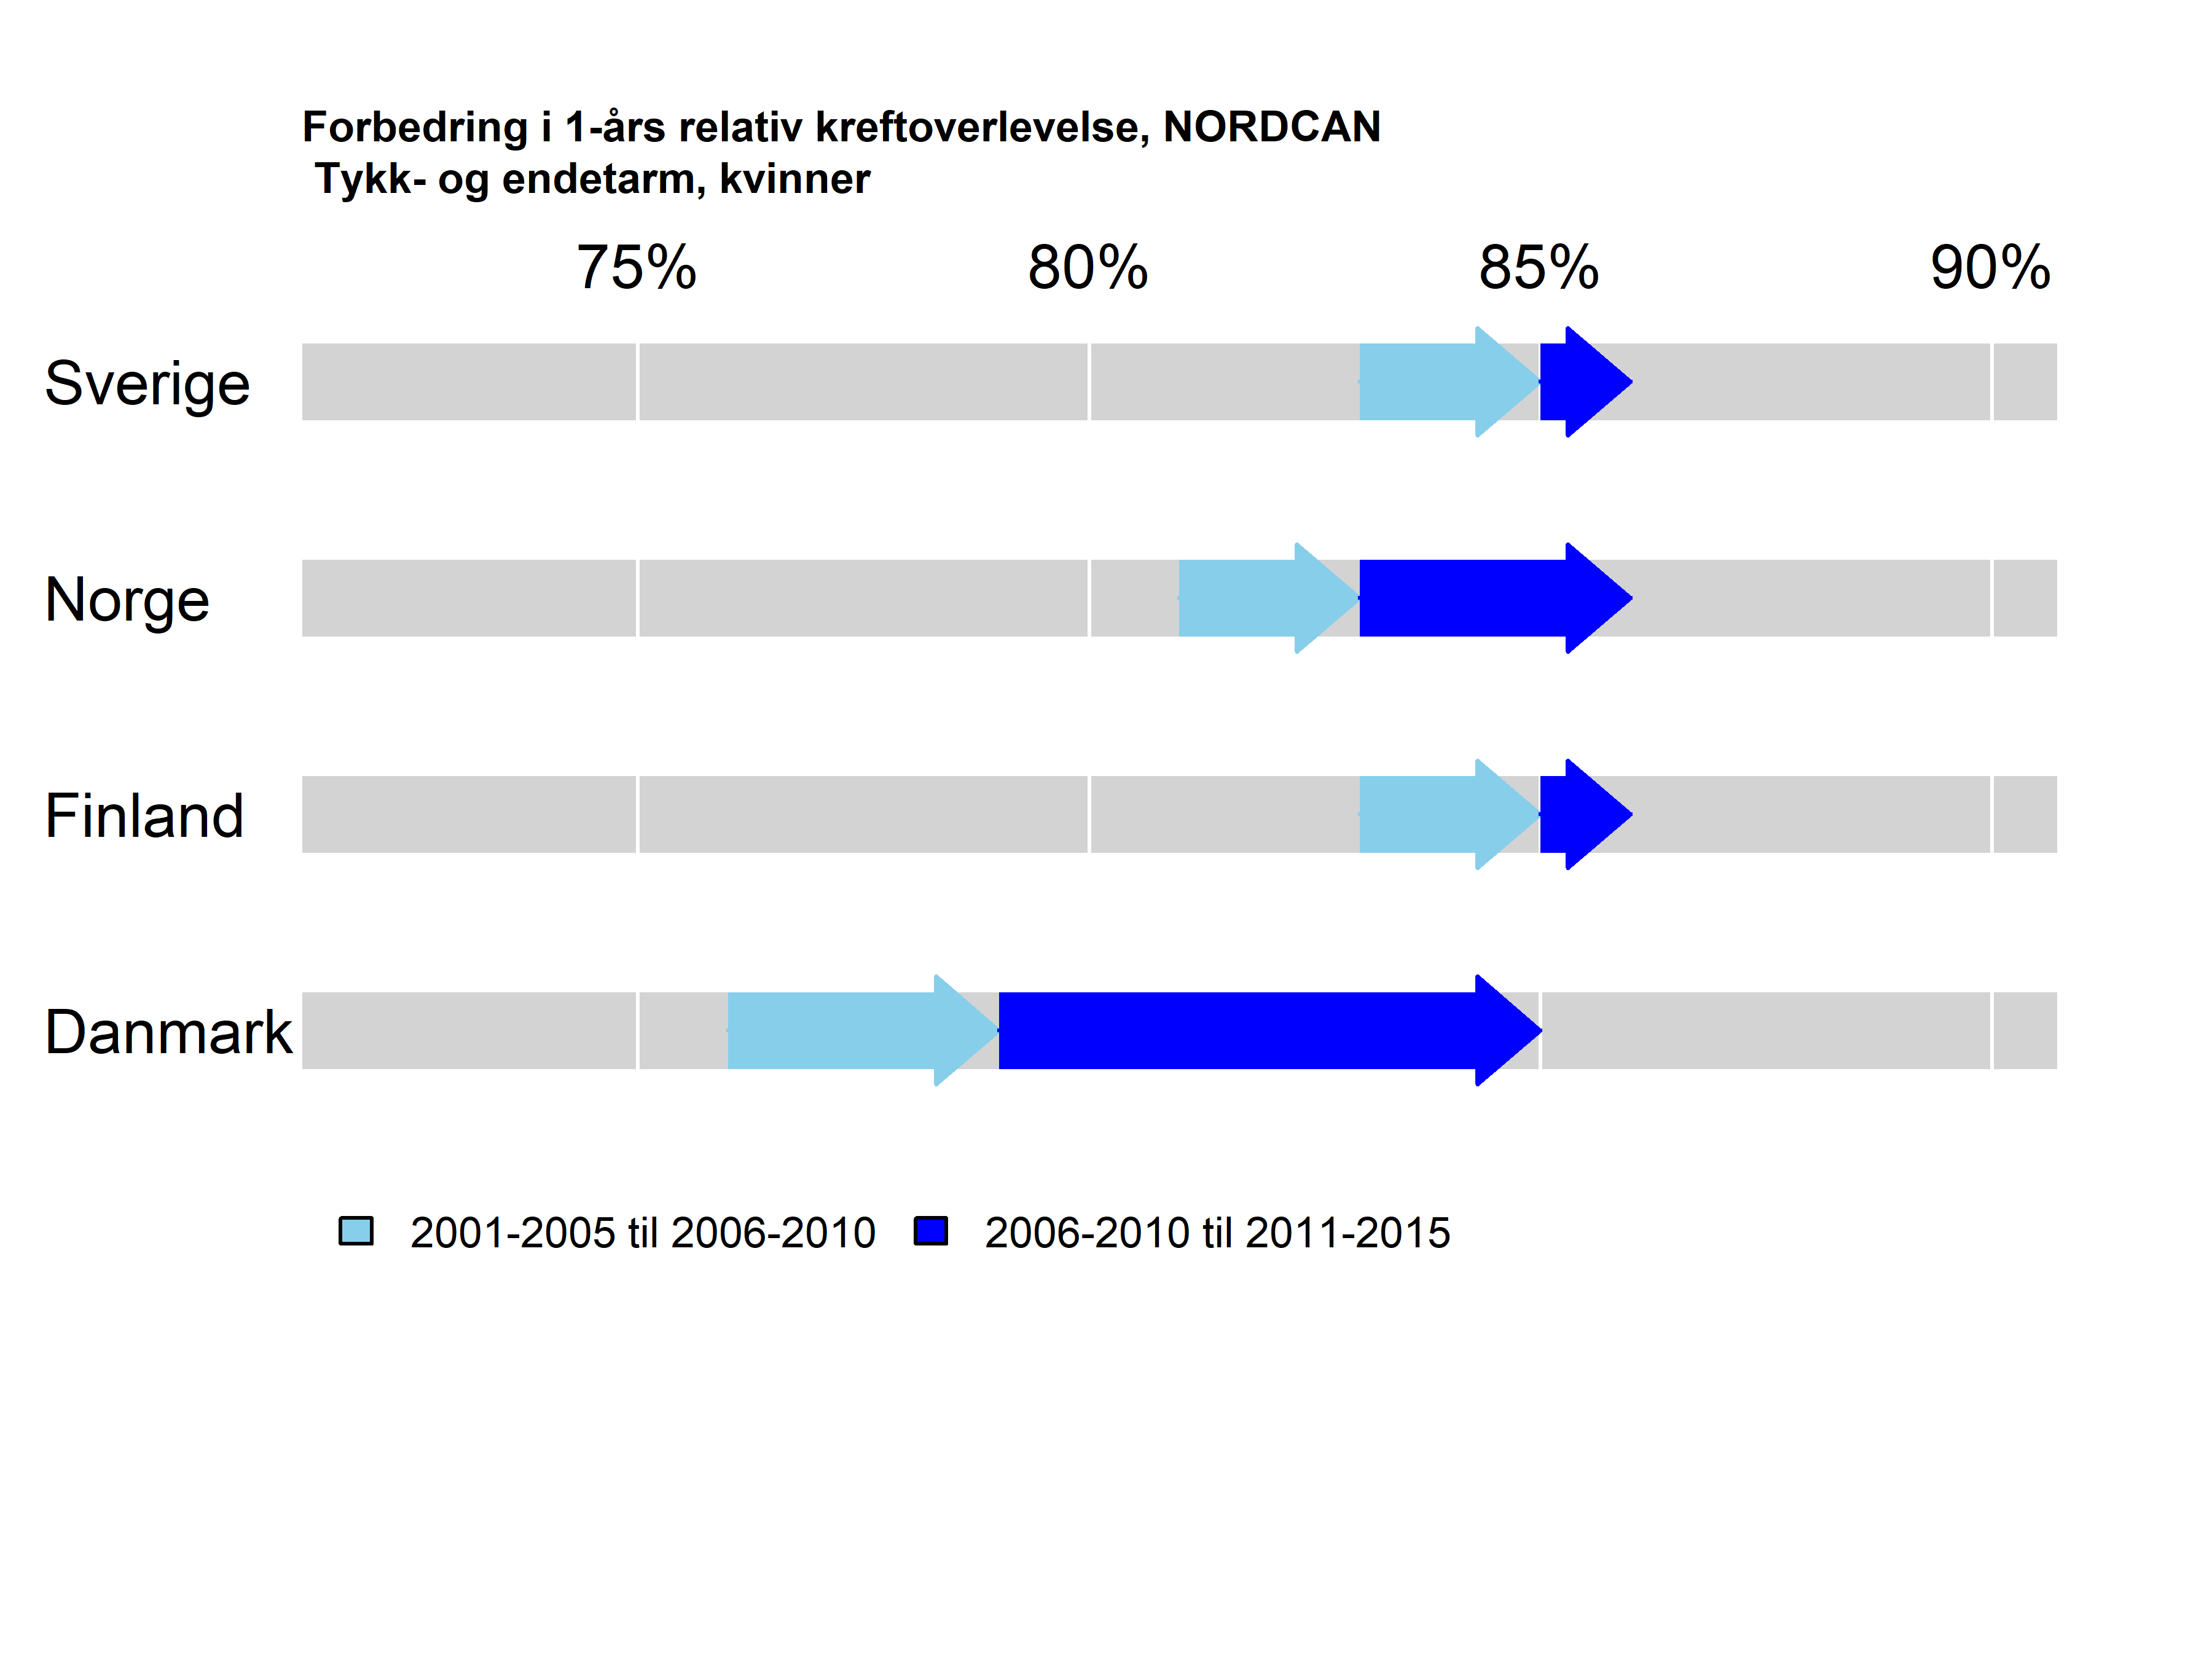 Forbedring i 1-års relativ kreftoverlevelse, NORDCAN
Tykk- og endetarm, kvinner
75% 80% 85% 90%
Sverige
Norge
Finland
Danmark
2001-2005 til 2006-2010 2006-2010 til 2011-2015